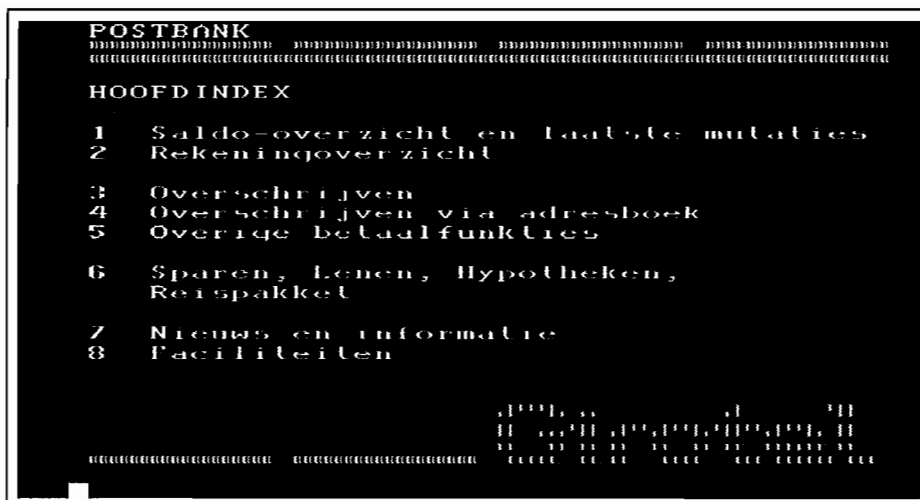 POSTBANK
HOOFDINDEX
1 Saldo-overzicht en laatste mutaties
2 Rekeningoverzicht
3 Overschrijven
4 Overschrijven via adresboek
5 Overige betaalfunkties
6 Sparen, Lenen, Hypotheken,
Reispakket
7 Nieuws en informatie
8 Faciliteiten
Girotel